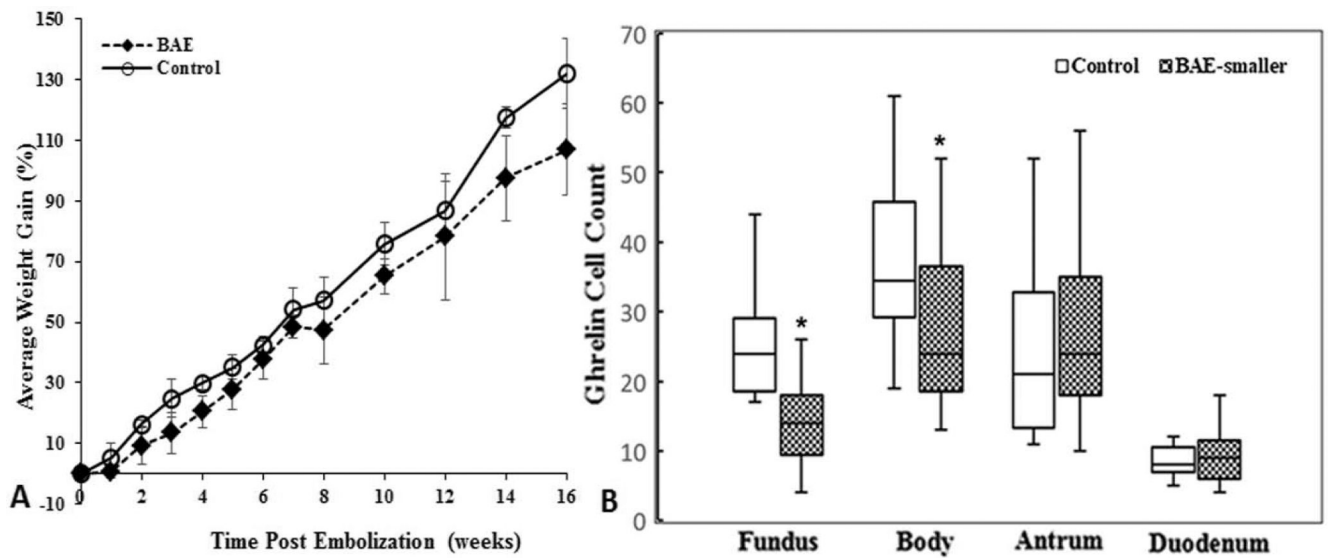 150
130
110
90
70
50
30
10
-10
Average Weight Gain (%)
BAE
Control
0 2 4 6 8 10 12 14 16
Time Post Embolization (weeks)
A
70
60
50
40
30
20
10
0
Ghrelin Cell Count
Control BAE-smaller
*
*
Fundus Body Antrum Duodenum
B